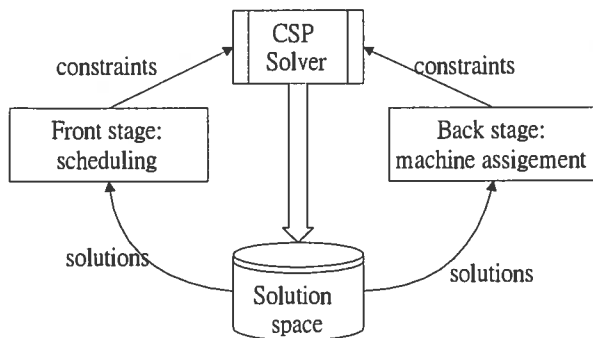 CSP
Solver
constraints
constraints
Front stage:
scheduling
Back stage:
machine assigement
solutions
solutions
Solution
space